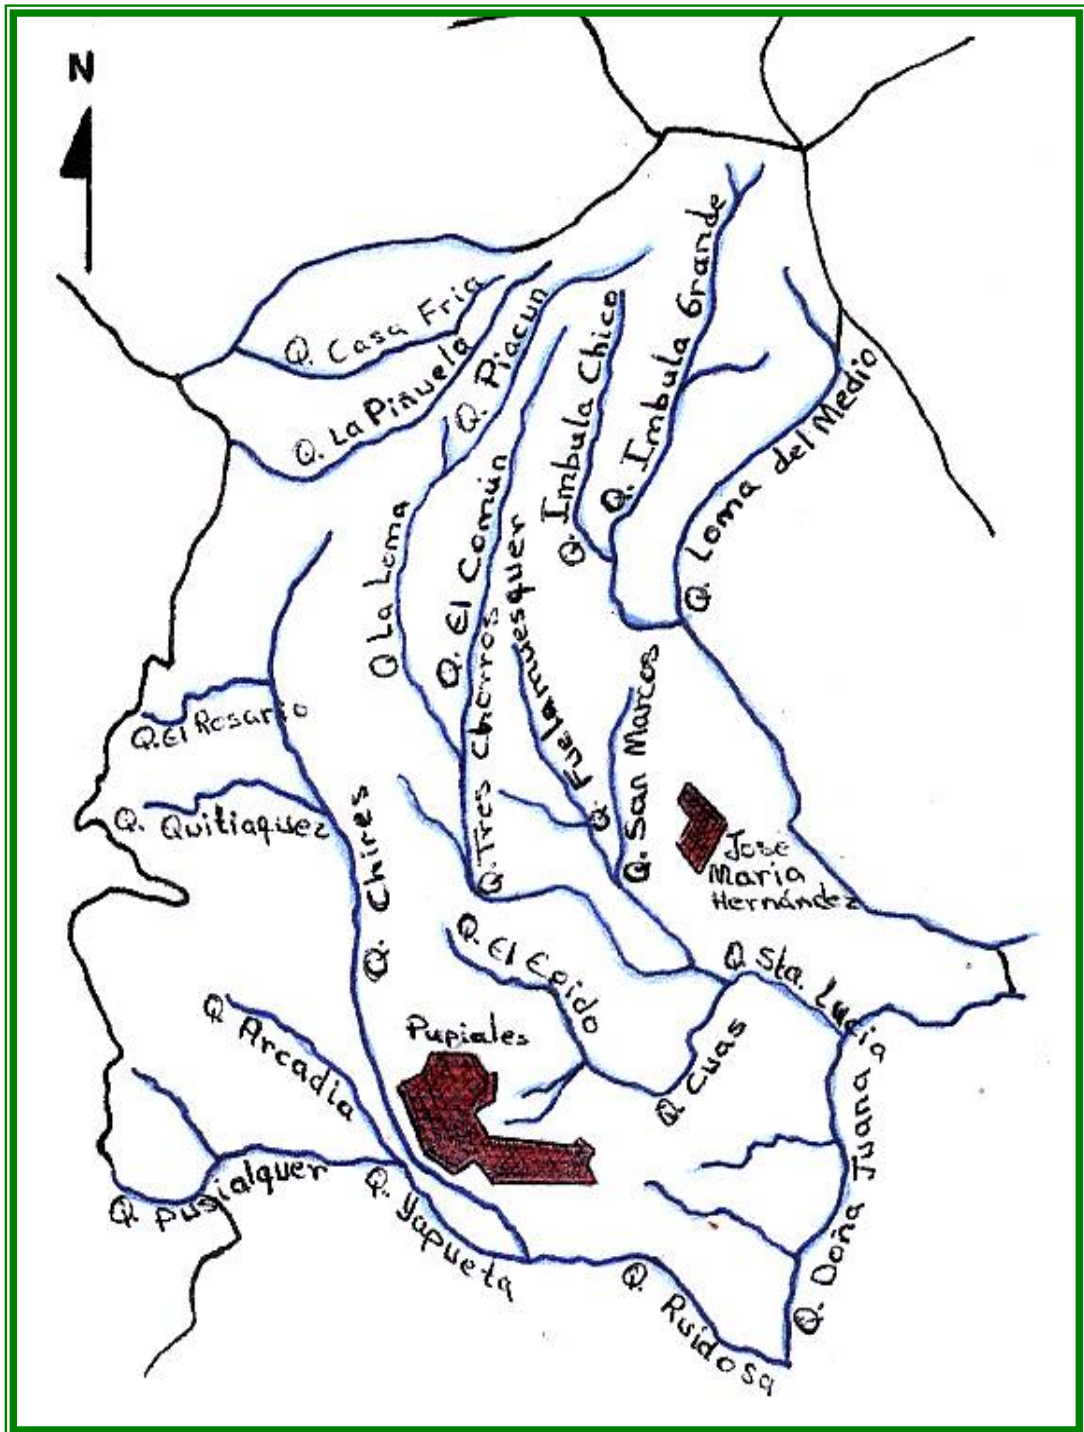 N
Q. Casa Fria
Q. La Piñuela
Q. Piacun
Q. Imbula Chico
Q. Imbula Grande
Q. Loma del Medio
Q La Loma
Q. El Común
Q. Tres Chorros
Q. Fuelamuesquer
Q. San Marcos
Q. El Rosario
Q. Quitiaquez
Q. Chires
Jose
Maria
Hernández
Q. El Egido
Q Sta. Lucia
Q Arcadia
Pupiales
Q. Cuas
Q. Pusialquer
Q. Yapueta
Q. Ruidosa
Q. Doña Juana